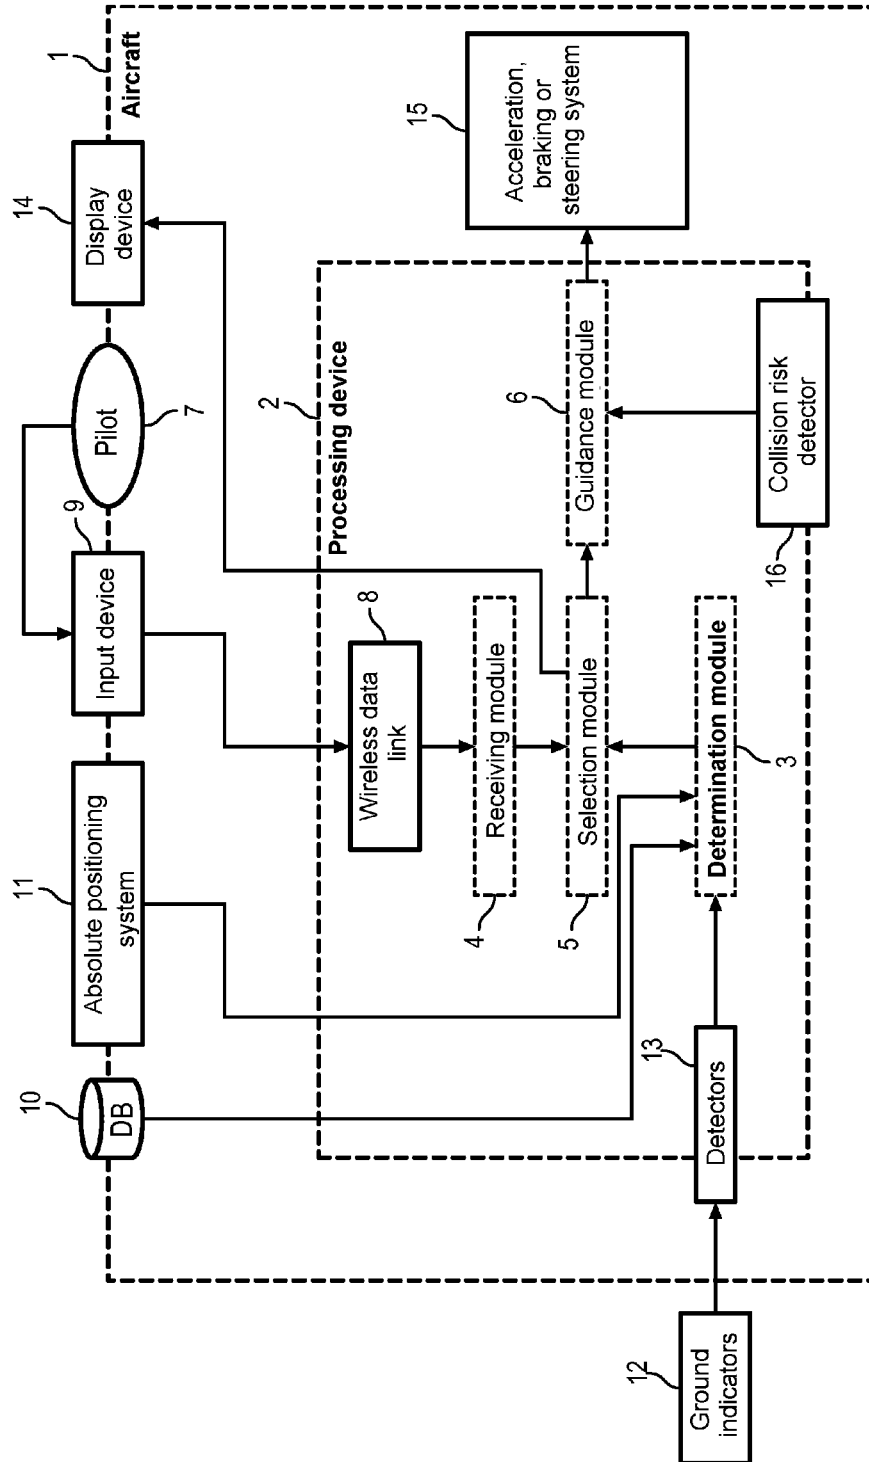 1
Aircraft
14
Display
device
Pilot
7
9
Input device
11
Absolute positioning
system
10
DB
15
Acceleration,
braking or
steering system
2
Processing device
6
Guidance module
8
Wireless data
link
Receiving module
4
Selection module
5
Determination module
3
Collision risk
detector
16
13
Detectors
12
Ground
indicators